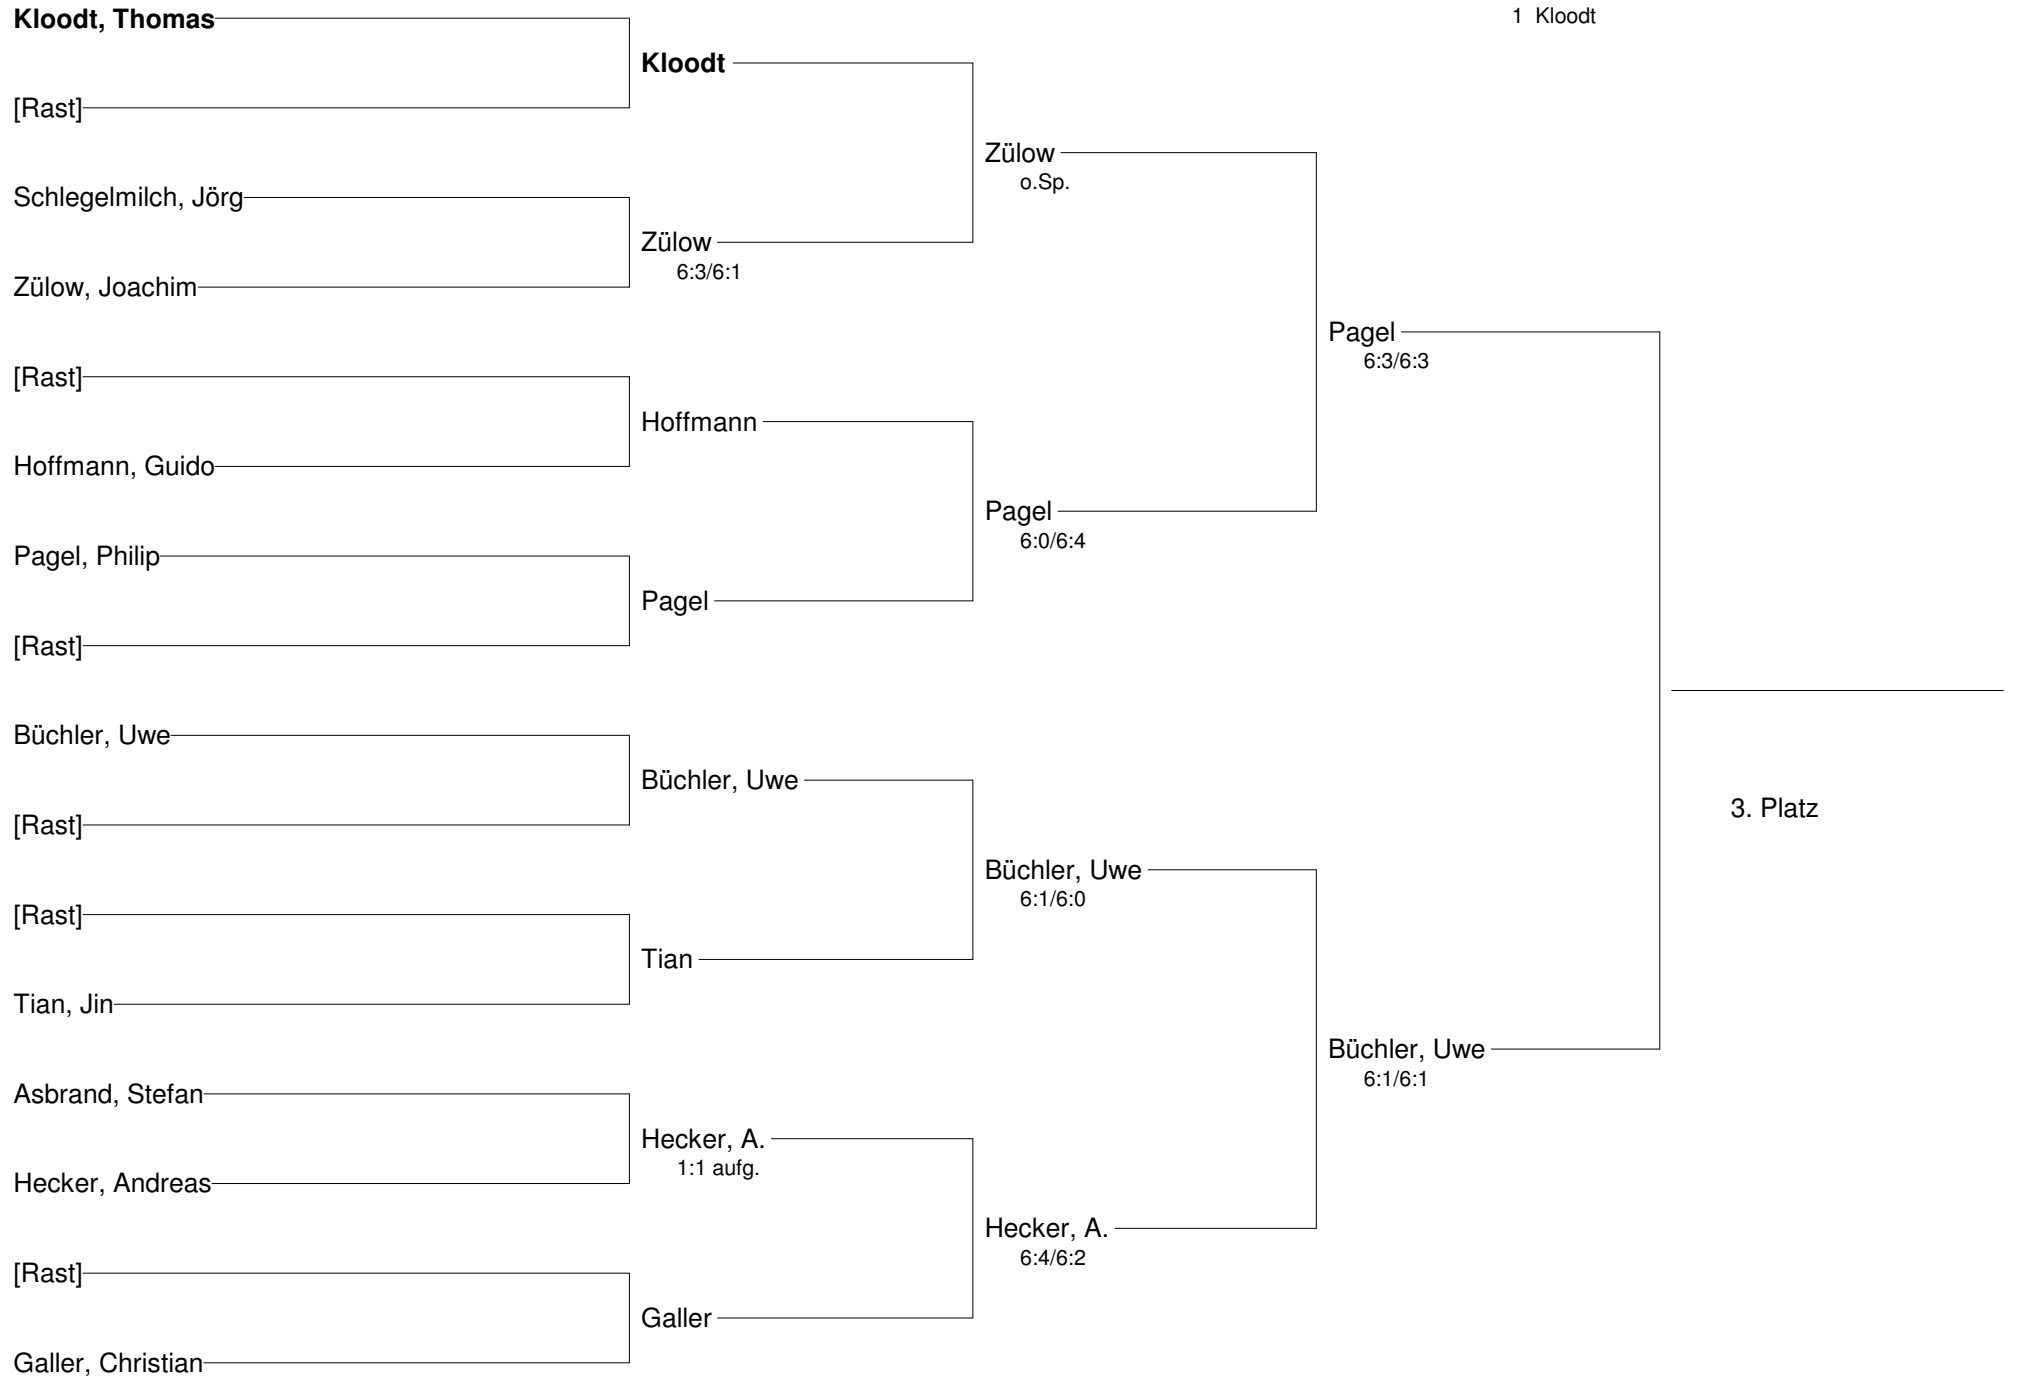 Kloodt, Thomas
[Rast]
Schlegelmilch, Jörg
Zülow, Joachim
[Rast]
Hoffmann, Guido
Pagel, Philip
[Rast]
Büchler, Uwe
[Rast]
[Rast]
Tian, Jin
Asbrand, Stefan
Hecker, Andreas
[Rast]
Galler, Christian
Kloodt
Zülow
6:3/6:1
Hoffmann
Pagel
Büchler, Uwe
Tian
Hecker, A.
1:1 aufg.
Galler
Zülow
o.Sp.
Pagel
6:0/6:4
Büchler, Uwe
6:1/6:0
Hecker, A.
6:4/6:2
Pagel
6:3/6:3
Büchler, Uwe
6:1/6:1
1 Kloodt
3. Platz